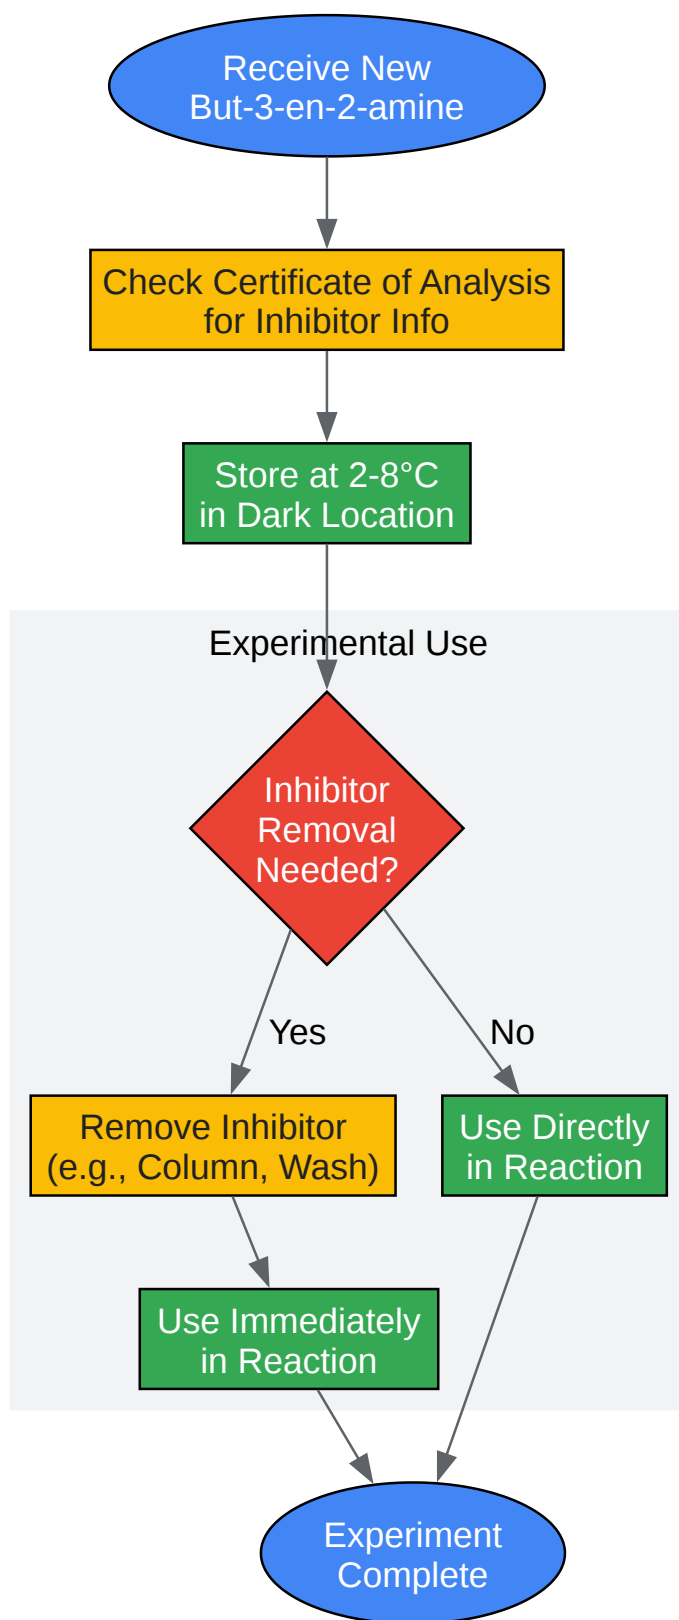 Receive New
But-3-en-2-amine
Check Certificate of Analysis
for Inhibitor Info
Store at 2-8°C
in Dark Location
Experimental Use
Inhibitor
Removal
Needed?
Yes
No
Remove Inhibitor
(e.g., Column, Wash)
Use Directly
in Reaction
Use Immediately
in Reaction
Experiment
Complete